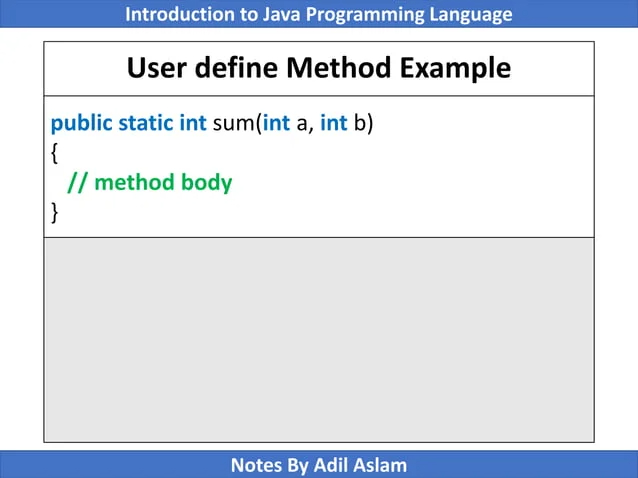 Introduction to Java Programming Language
User define Method Example
public static int sum(int a, int b)
{
// method body
}
Notes By Adil Aslam